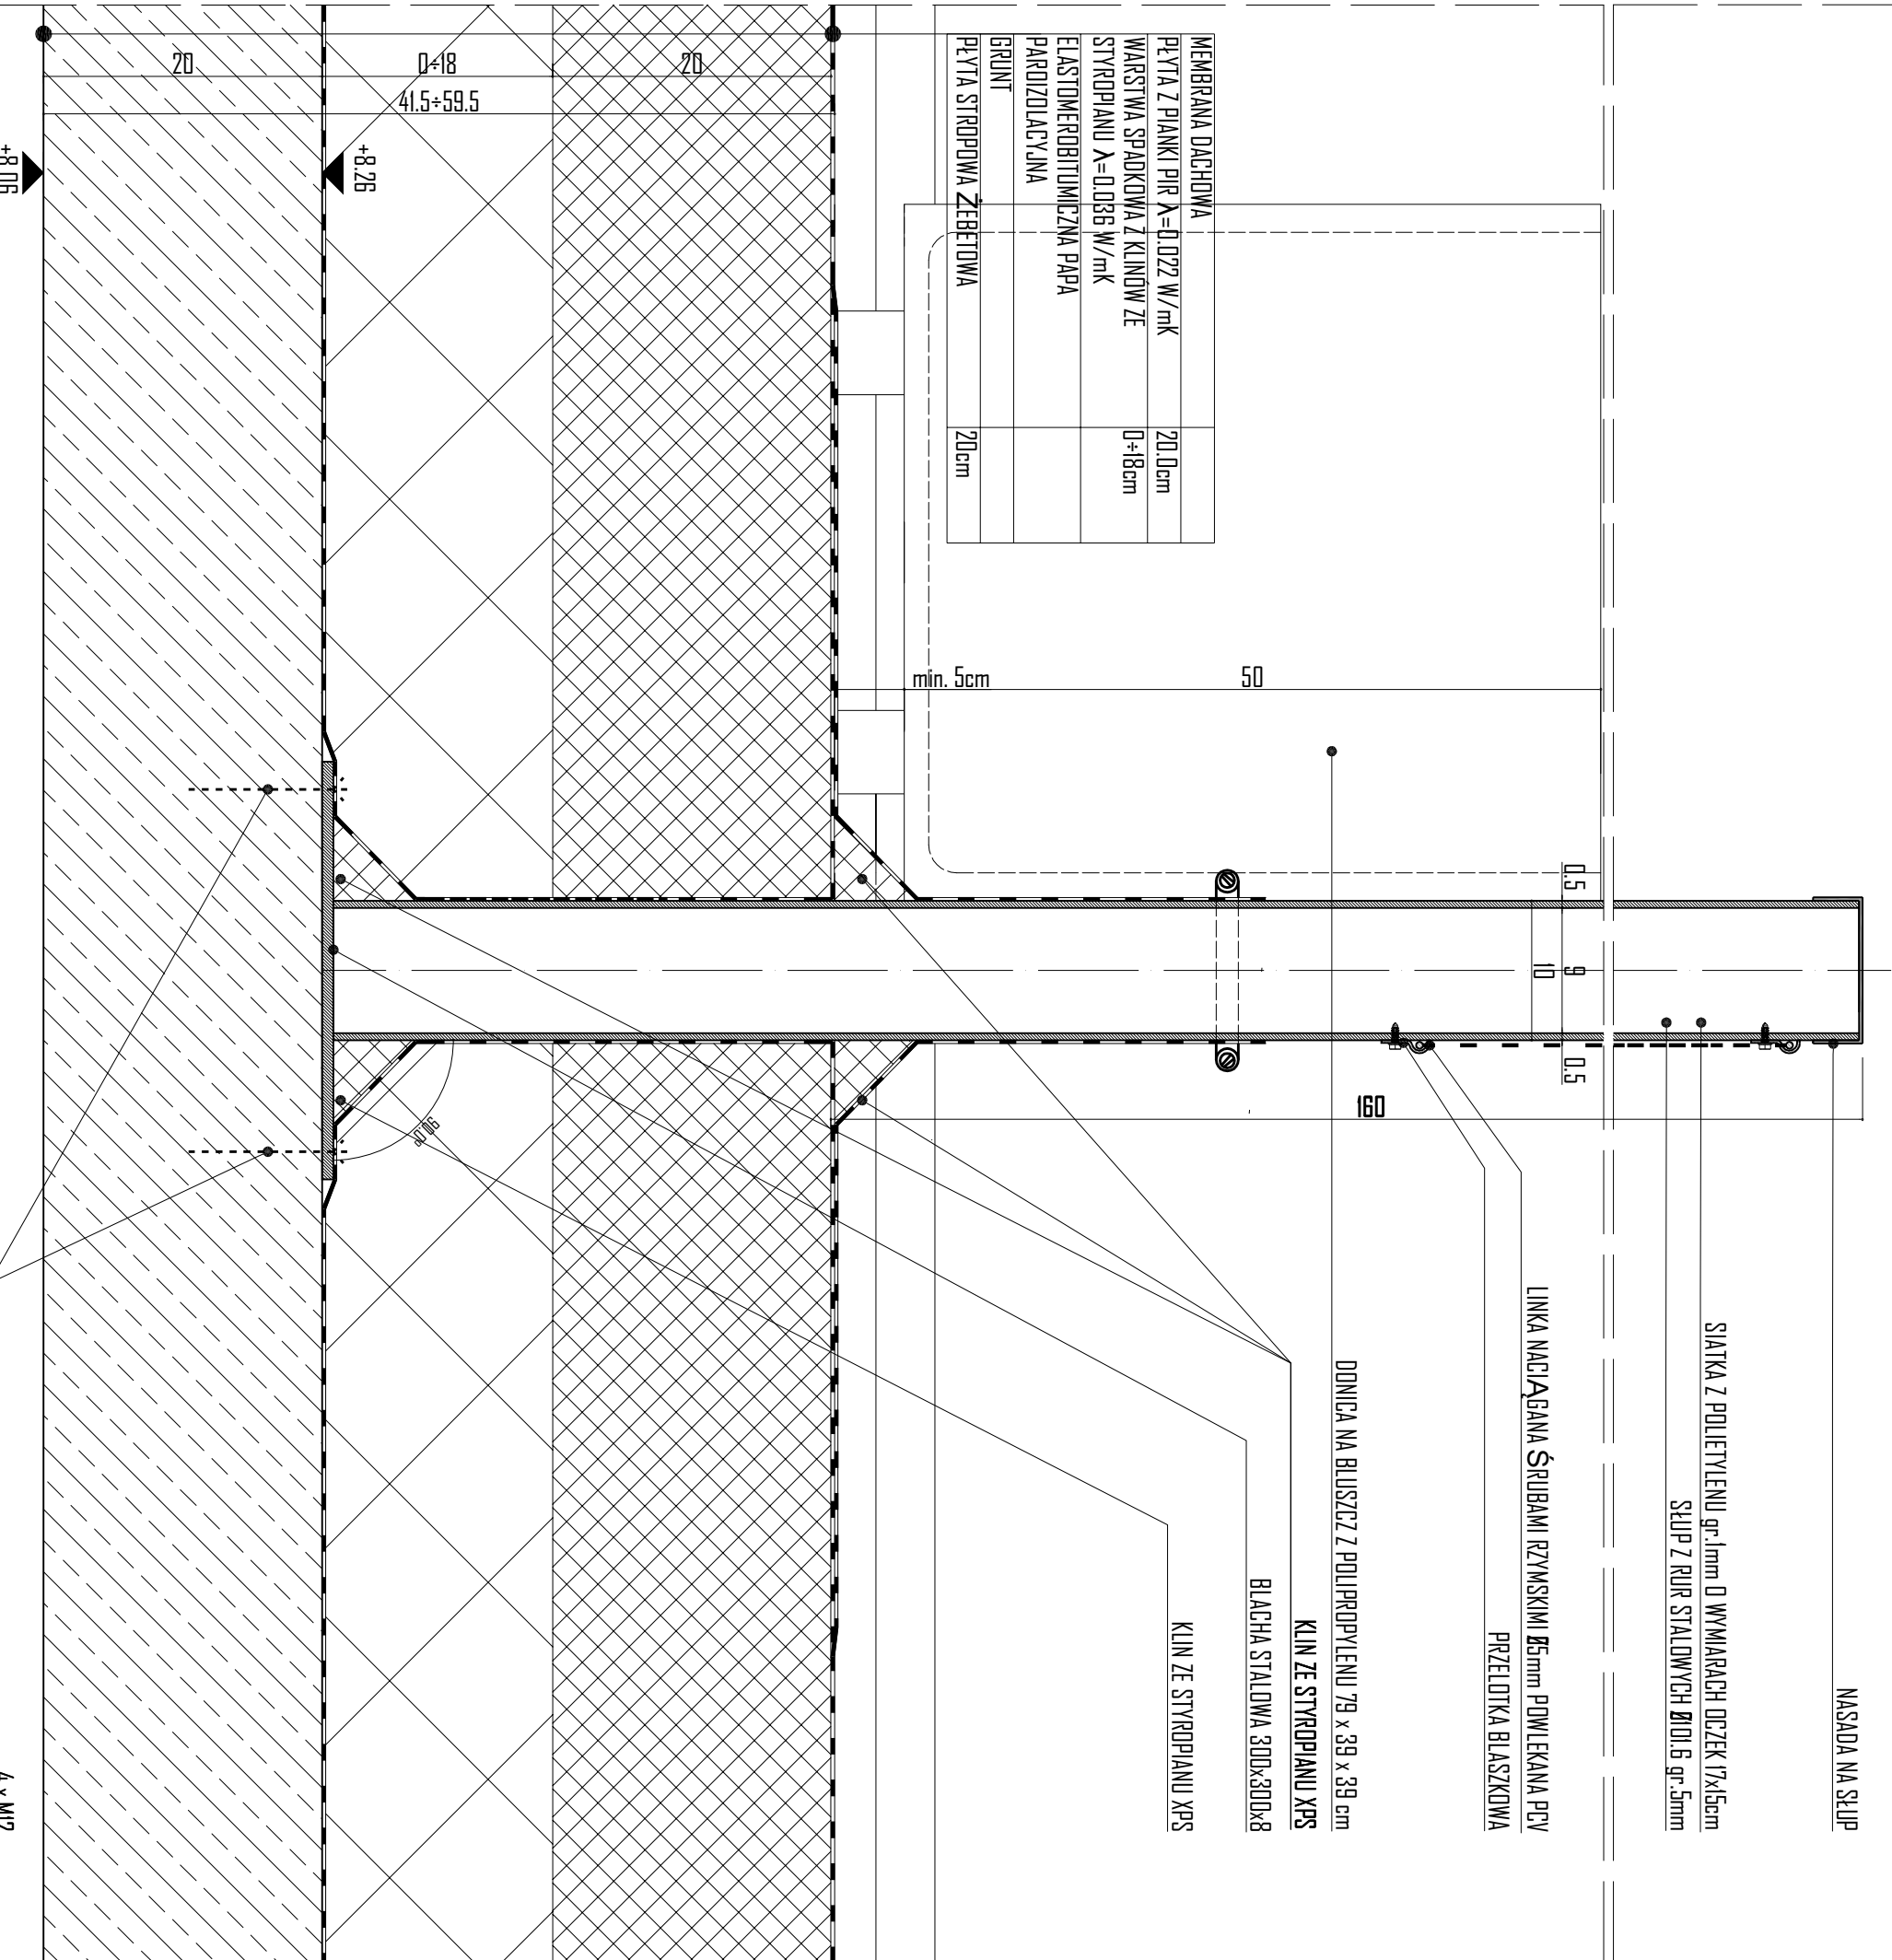 MEMBRANA DACHOWA
PŁYTA Z PIANKI PIR λ=0.022 W/mK 20.0cm
WARSTWA SPADKOWA Z KLINÓW ZE 0÷18cm
STYROPIANU λ=0.036 W/mK
ELASTOMEROBITUMICZNA PAPA
PAROIZOLACYJNA
GRUNT
PŁYTA STROPOWA ŻEBETOWA 20cm
NASADA NA SŁUP
SIATKA Z POLIETYLENU gr.1mm O WYMIARACH OCZEK 17x15cm
SŁUP Z RUR STALOWYCH Ø101.6 gr.5mm
LINKA NACIĄGANA ŚRUBAMI RZYMSKIMI Ø5mm POWLEKANA PCV
PRZELOTKA BLASZKOWA
DONICA NA BLUSZCZ Z POLIPROPYLENU 79 x 39 x 39 cm
KLIN ZE STYROPIANU XPS
BLACHA STALOWA 300x300x8
KLIN ZE STYROPIANU XPS
4 x M12
20
0÷18
20
41.5÷59.5
+8.26
+8.06
min. 5cm
50
0.5
9
10
0.5
160
90.0°